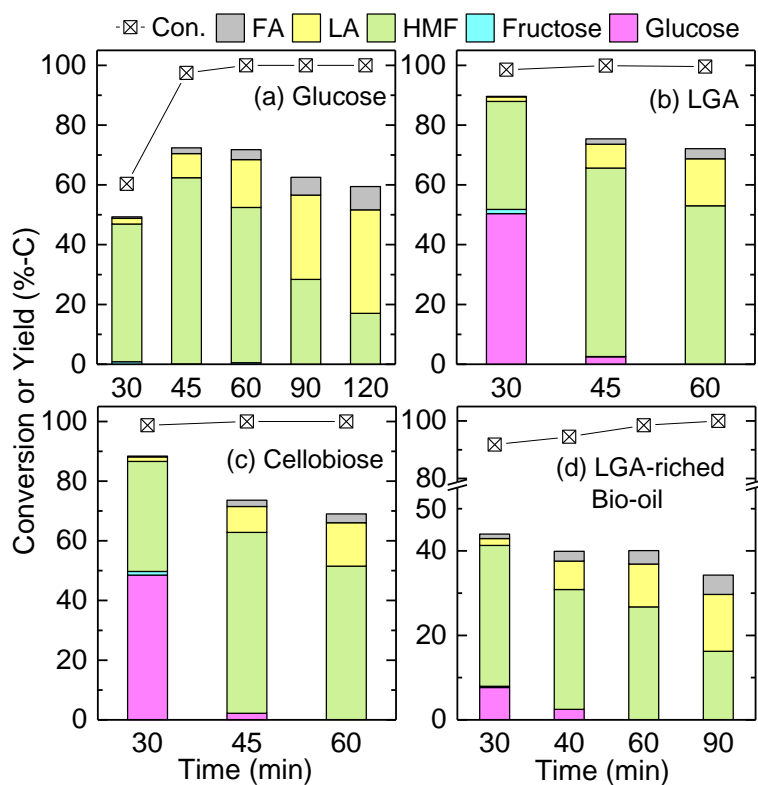 Con. FA LA HMF Fructose Glucose
100
80
60
40
20
0
(a) Glucose
30 45 60 90 120
100
80
60
40
20
0
(b) LGA
30 45 60
Conversion or Yield (%-C)
100
80
60
40
20
0
(c) Cellobiose
30 45 60
Time (min)
100
80
50
40
20
0
(d) LGA-riched
Bio-oil
30 40 60 90
Time (min)